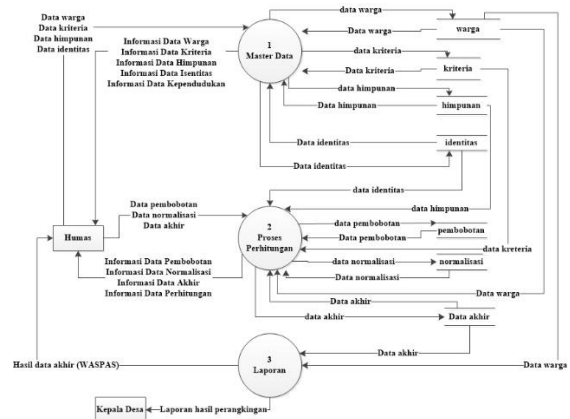 Data warga
Data kriteria
Data himpunan
Data identitas
Informasi Data Warga
Informasi Data Kriteria
Informasi Data Himpunan
Informasi Data Isentitas
Informasi Data Kependudukan
1
Master Data
data warga
Data warga
warga
data kriteria
Data kriteria
kriteria
data himpunan
Data himpunan
himpunan
identitas
Data identitas
Data identitas
data identitas
data himpunan
Data pembobotan
Data normalisasi
Data akhir
Humas
2
Proses
Perhitungan
data pembobotan
Data pembobotan
pembobotan
data kreteria
data normalisasi
normalisasi
Data normalisasi
Informasi Data Pembobotan
Informasi Data Normalisasi
Informasi Data Akhir
Informasi Data Perhitungan
Data warga
Data akhir
data akhir
Data akhir
Data akhir
Hasil data akhir (WASPAS)
3
Laporan
Data warga
Kepala Desa
Laporan hasil perangkingan